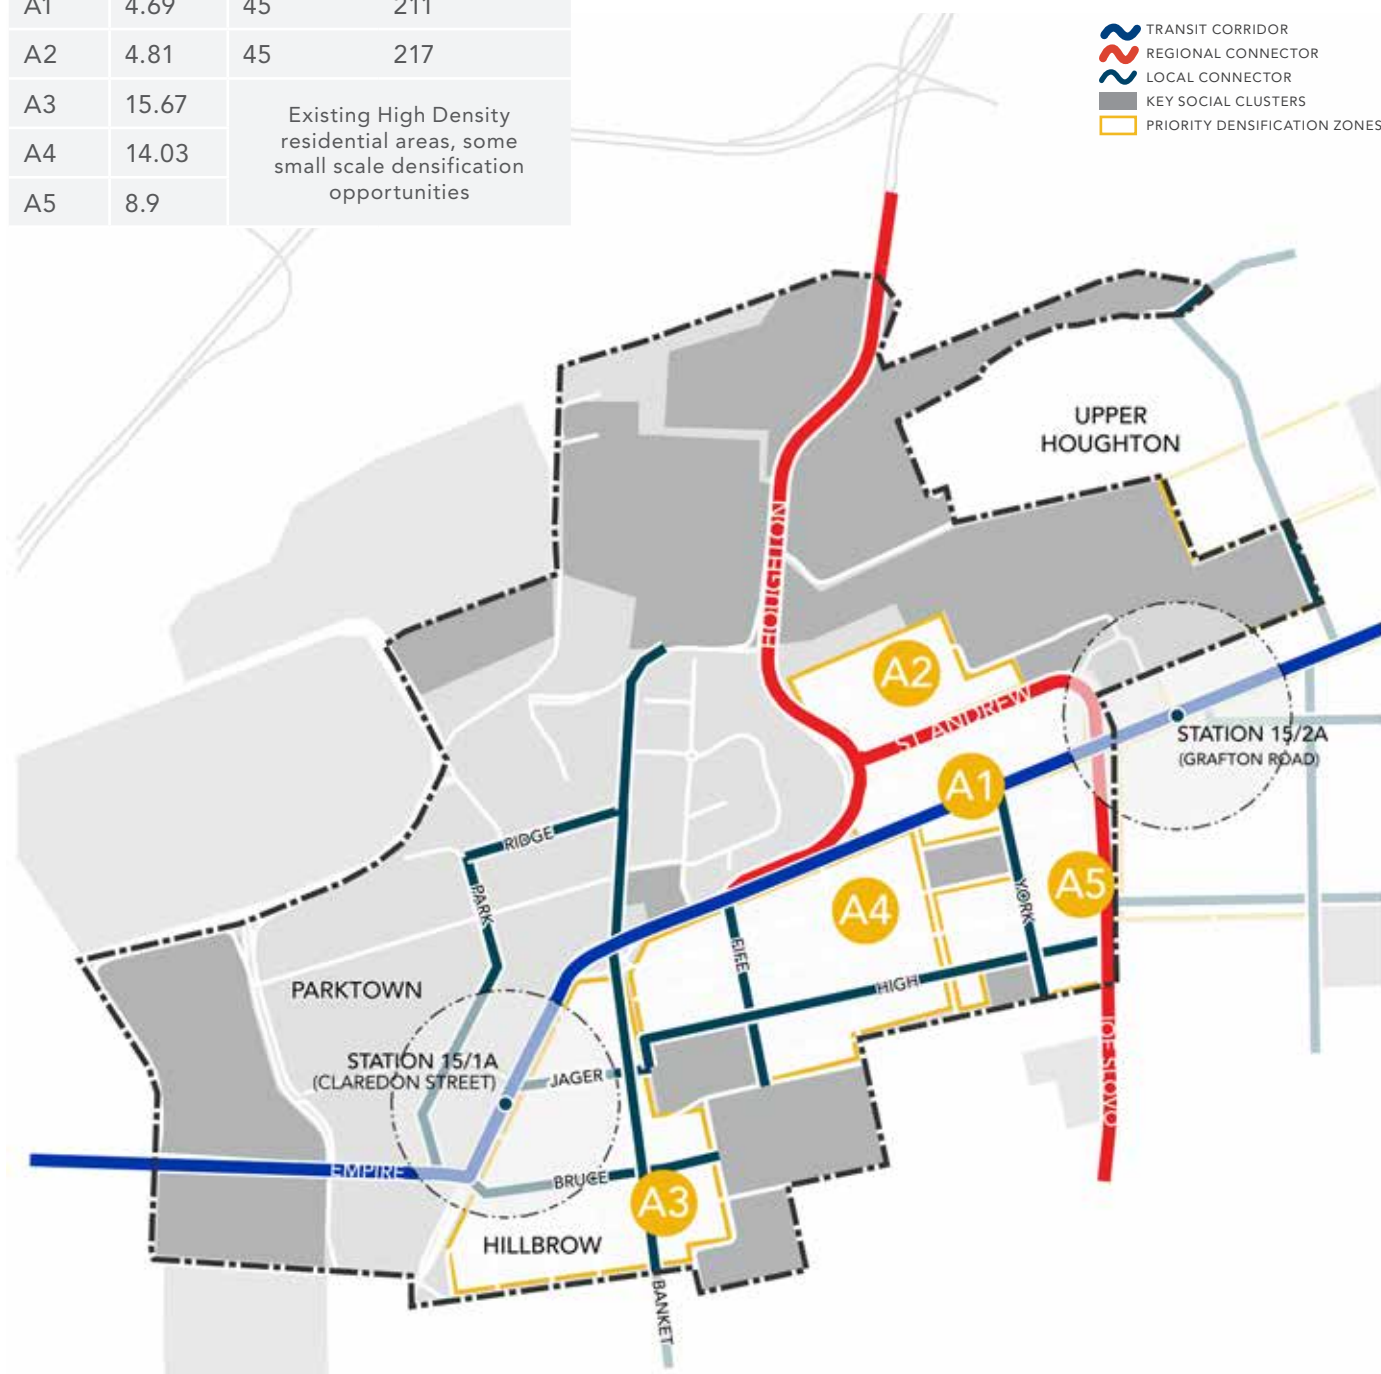 A1 4.69 45 211
A2 4.81 45 217
A3 15.67
A4 14.03
A5 8.9
Existing High Density
residential areas, some
small scale densification
opportunities
TRANSIT CORRIDOR
REGIONAL CONNECTOR
LOCAL CONNECTOR
KEY SOCIAL CLUSTERS
PRIORITY DENSIFICATION ZONES
UPPER
HOUGHTON
HOUGHTON
A2
ST ANDREW
STATION 15/2A
(GRAFTON ROAD)
A1
RIDGE
PARK
YORK
A5
A4
FIFE
HIGH
PARKTOWN
STATION 15/1A
(CLAREDON STREET)
JAGER
JOE SLOVO
EMPIRE
BRUCE
A3
HILLBROW
BANKET